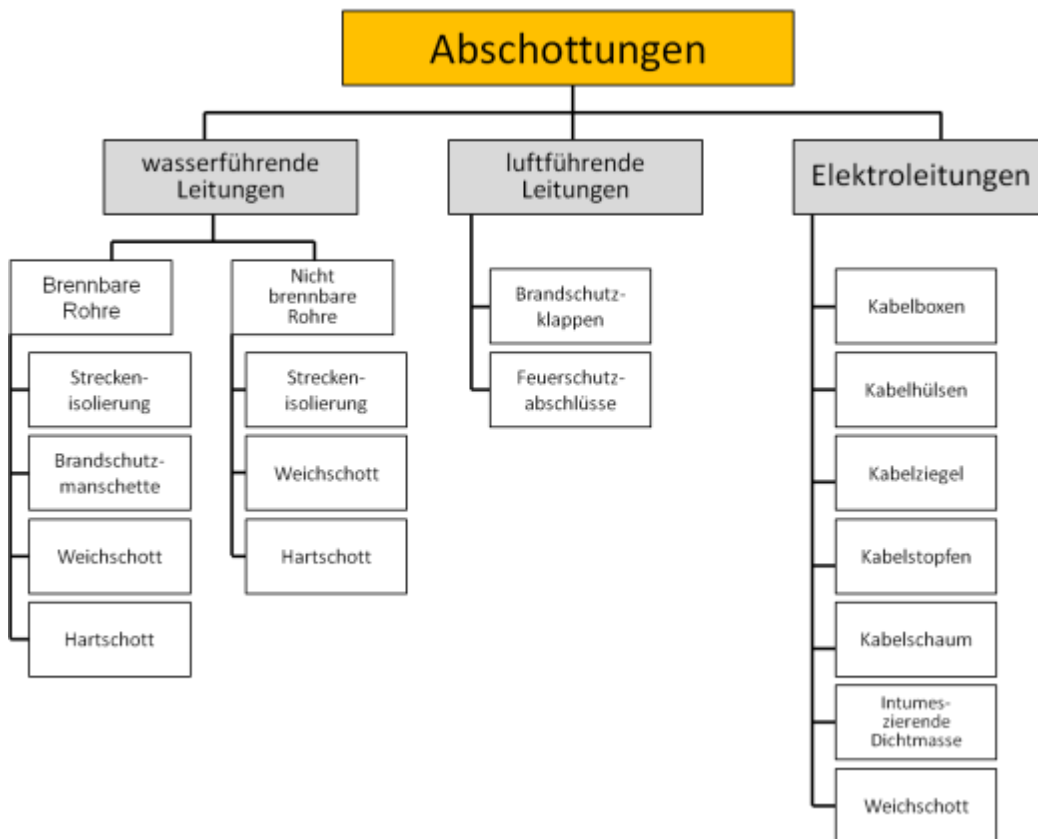 Abschottungen
wasserführende
Leitungen
luftführende
Leitungen
Elektroleitungen
Brennbare
Rohre
Nicht
brennbare
Rohre
Strecken-
isolierung
Brandschutz-
manschette
Weichschott
Hartschott
Strecken-
isolierung
Weichschott
Hartschott
Brandschutz-
klappen
Feuerschutz-
abschlüsse
Kabelboxen
Kabelhülsen
Kabelziegel
Kabelstopfen
Kabelschaum
Intumes-
zierende
Dichtmasse
Weichschott